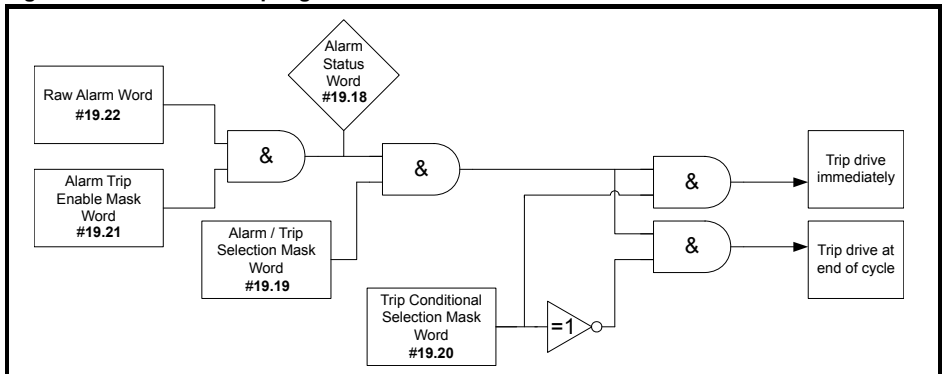 Alarm
Status
Word
#19.18
Raw Alarm Word
#19.22
&
&
&
Trip drive
immediately
Alarm Trip
Enable Mask
Word
#19.21
Alarm / Trip
Selection Mask
Word
#19.19
&
Trip drive at
end of cycle
Trip Conditional
Selection Mask
Word
#19.20
=1